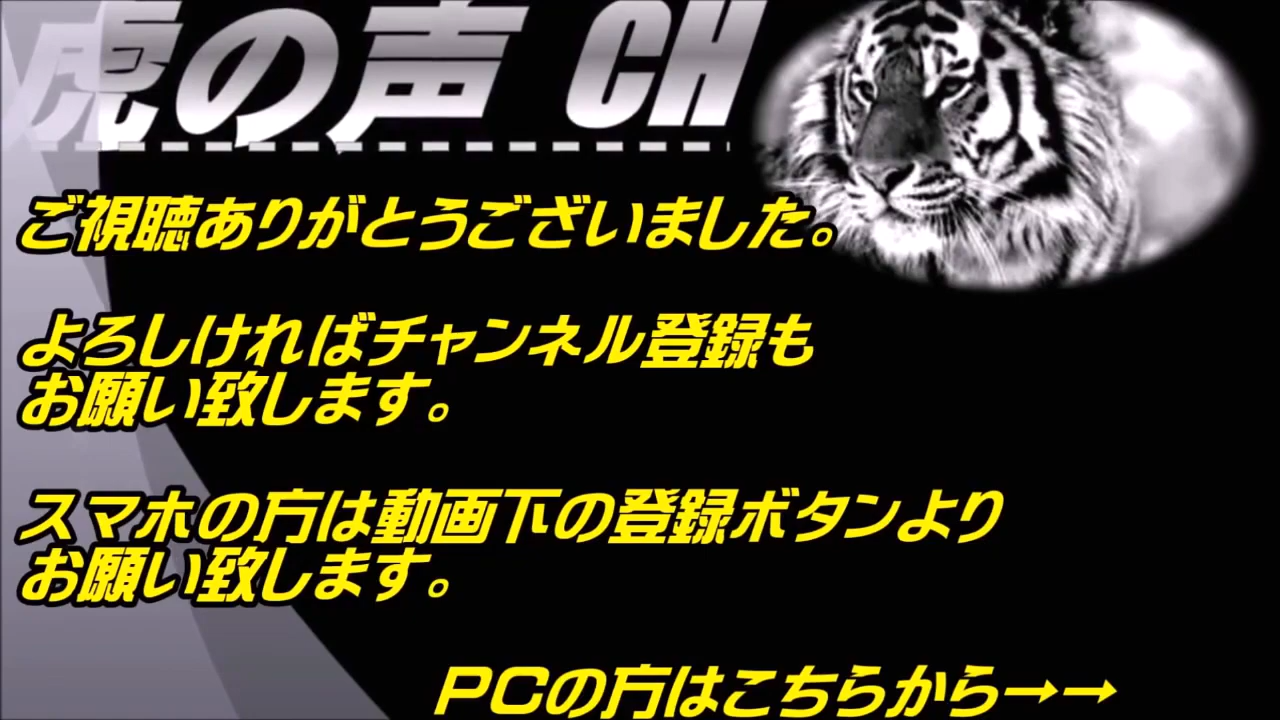 虎の声 CH
ご視聴ありがとうございました。
よろしければチャンネル登録も
お願い致します。
スマホの方は動画下の登録ボタンより
お願い致します。
PCの方はこちらから→→